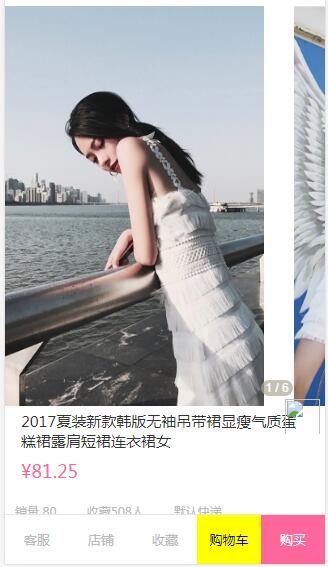 1/6
2017夏装新款韩版无袖吊带裙显瘦气质蛋
糕裙露肩短裙连衣裙女
¥81.25
销量 80 收藏508人 默认快递
客服 店铺 收藏 购物车 购买